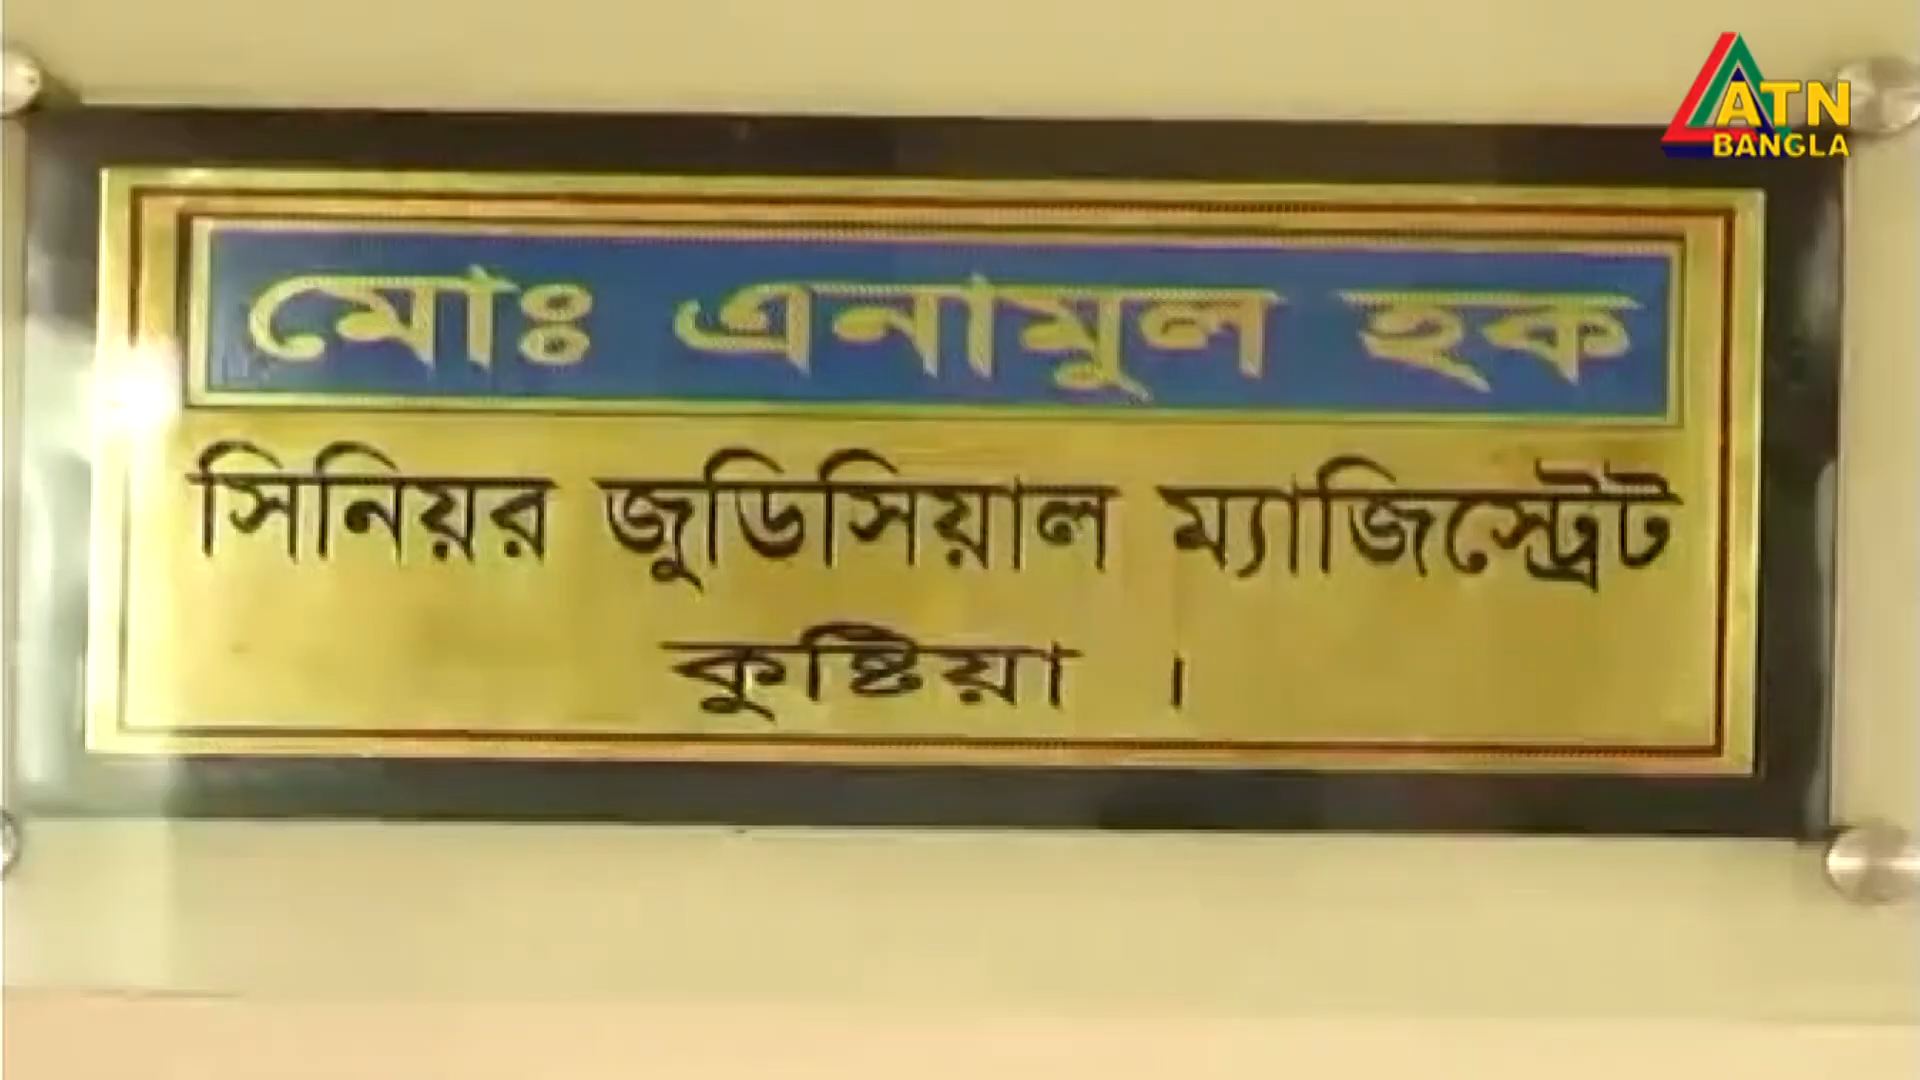 ATN
BANGLA
মোঃ এনামুল হক
সিনিয়র জুডিসিয়াল ম্যাজিস্ট্রেট
কুষ্টিয়া ।